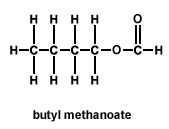 H H H H O
H-C-C-C-C-O-C-H
H H H H
butyl methanoate